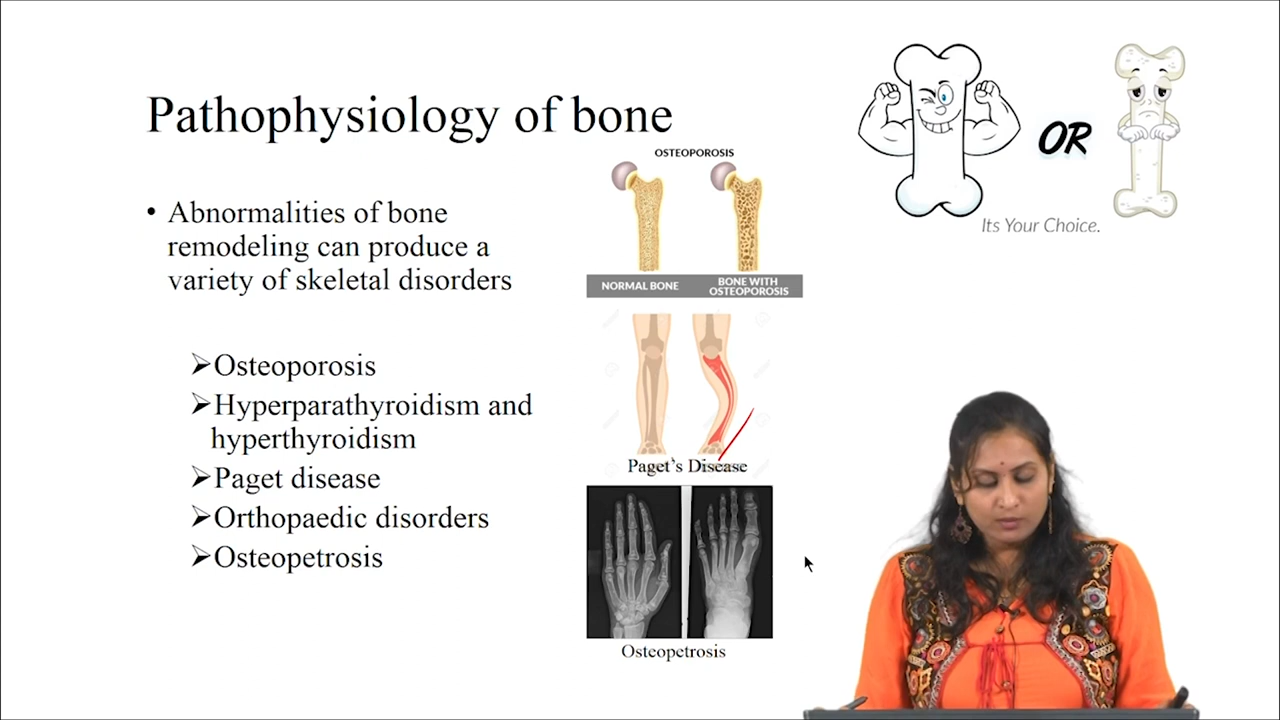 Pathophysiology of bone
OR
Its Your Choice.
• Abnormalities of bone
remodeling can produce a
variety of skeletal disorders
➢Osteoporosis
➢Hyperparathyroidism and
hyperthyroidism
➢Paget disease
➢Orthopaedic disorders
➢Osteopetrosis
OSTEOPOROSIS
NORMAL BONE
BONE WITH
OSTEOPOROSIS
Paget's Disease
Osteopetrosis